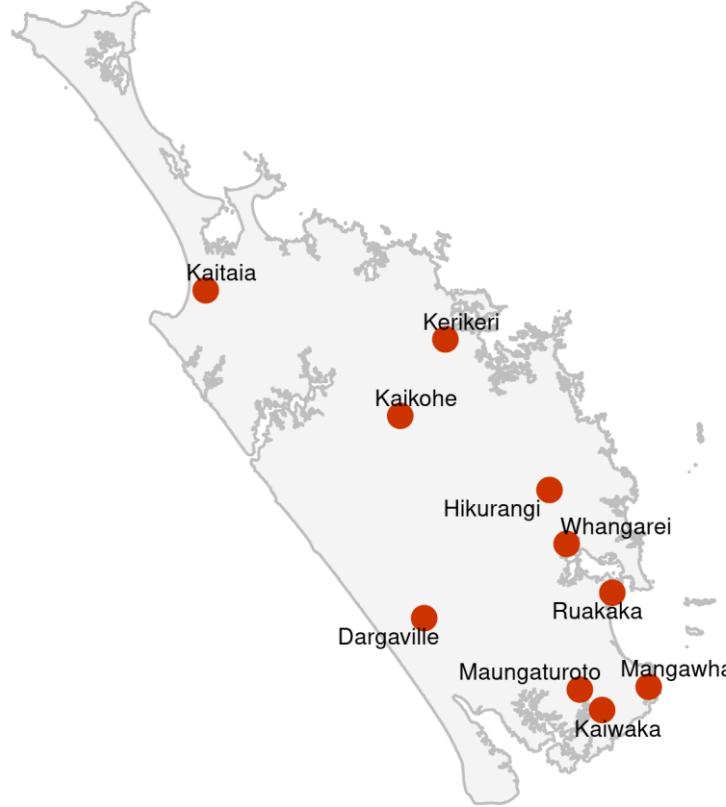 Kaitaia
Kerikeri
Kaikohe
Hikurangi
Whangarei
Ruakaka
Dargaville
Maungaturoto
Mangawha
Kaiwaka